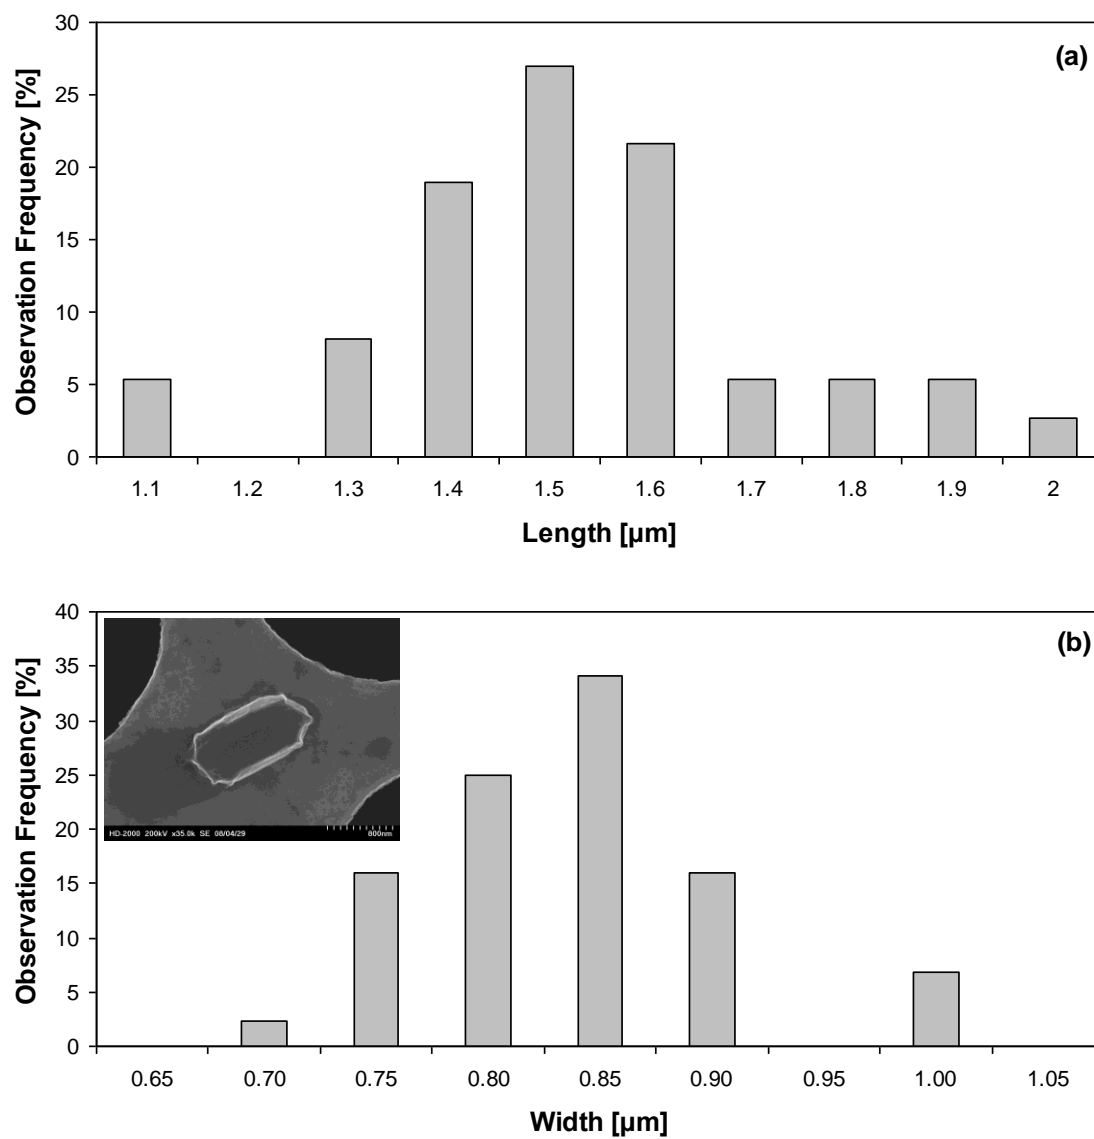 30
(a)
25
20
15
10
5
0
Observation Frequency [%]
1.1 1.2 1.3 1.4 1.5 1.6 1.7 1.8 1.9 2
Length [µm]
40
(b)
35
30
25
20
15
10
5
0
Observation Frequency [%]
HD-2000 200kV x35.0k SE 08/04/29 800nm
0.65 0.70 0.75 0.80 0.85 0.90 0.95 1.00 1.05
Width [µm]